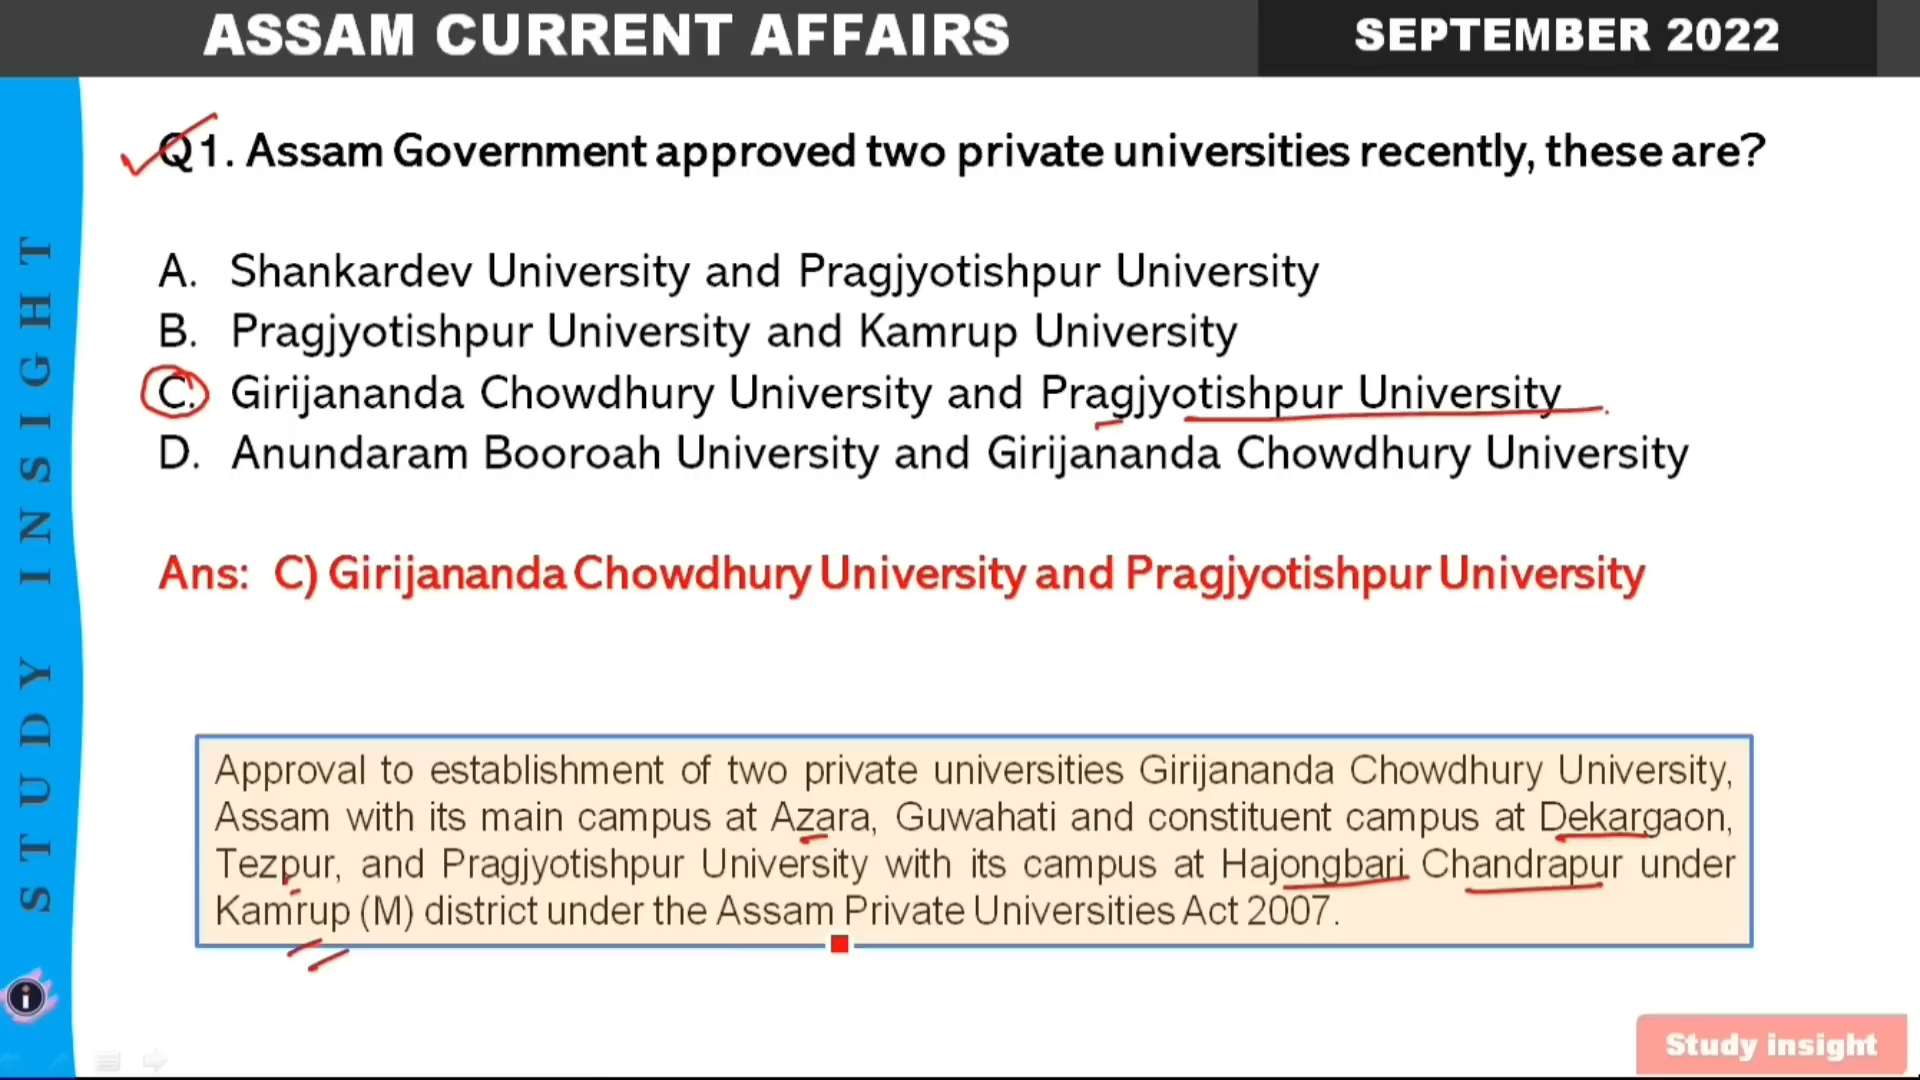 ASSAM CURRENT AFFAIRS
SEPTEMBER 2022
STUDY INSIGHT
Q1. Assam Government approved two private universities recently, these are?
A. Shankardev University and Pragjyotishpur University
B. Pragjyotishpur University and Kamrup University
C. Girijananda Chowdhury University and Pragjyotishpur University
D. Anundaram Booroah University and Girijananda Chowdhury University
Ans: C) Girijananda Chowdhury University and Pragjyotishpur University
Approval to establishment of two private universities Girijananda Chowdhury University,
Assam with its main campus at Azara, Guwahati and constituent campus at Dekargaon,
Tezpur, and Pragjyotishpur University with its campus at Hajongbari Chandrapur under
Kamrup (M) district under the Assam Private Universities Act 2007.
i
Study insight